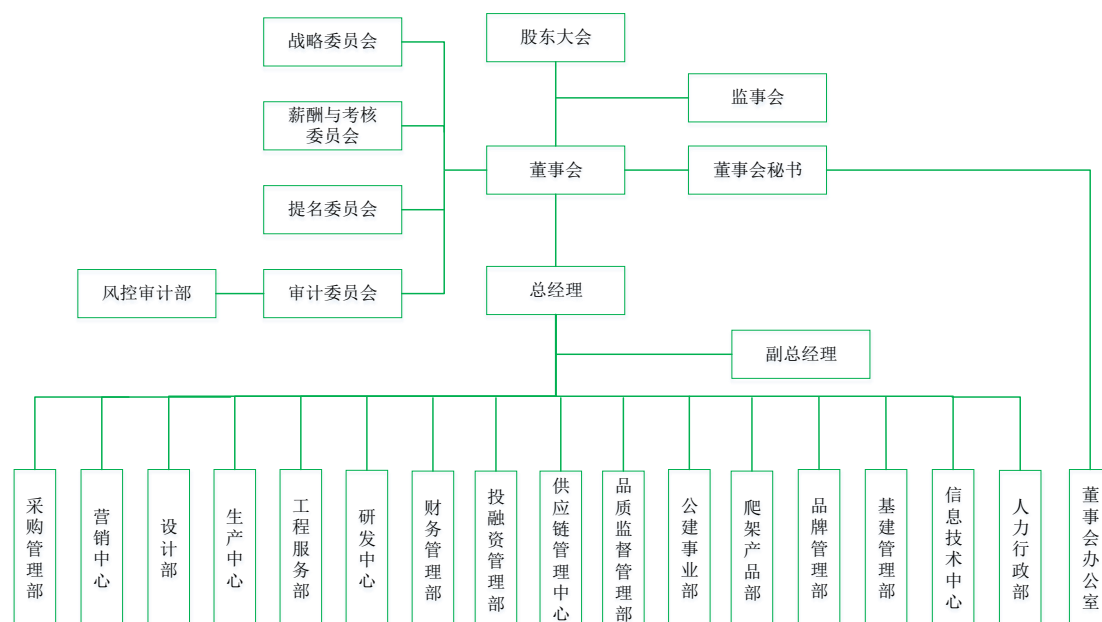 战略委员会
股东大会
监事会
薪酬与考核
委员会
董事会
董事会秘书
提名委员会
风控审计部
审计委员会
总经理
副总经理
采购管理部
营销中心
设计部
生产中心
工程服务部
研发中心
财务管理部
投融资管理部
供应链管理中心
品质监督管理部
公建事业部
爬架产品部
品牌管理部
基建管理部
信息技术中心
人力行政部
董事会办公室